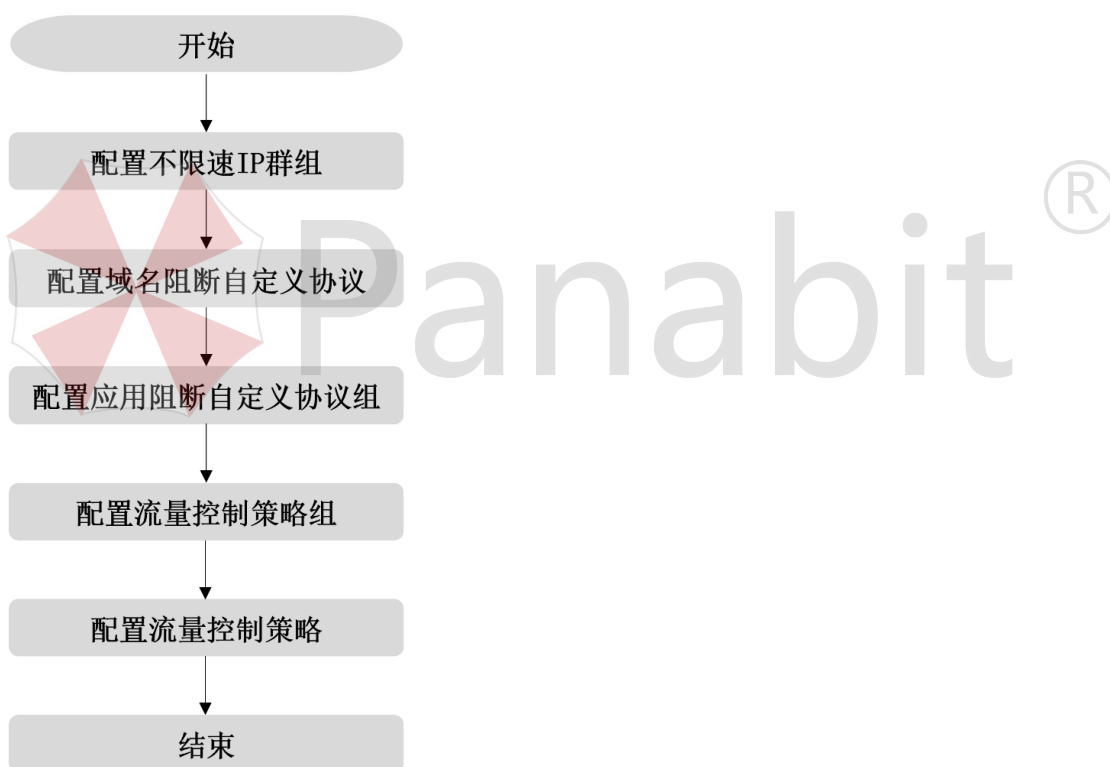 开始
配置不限速IP群组
配置域名阻断自定义协议
配置应用阻断自定义协议组
配置流量控制策略组
配置流量控制策略
结束
Panabit®